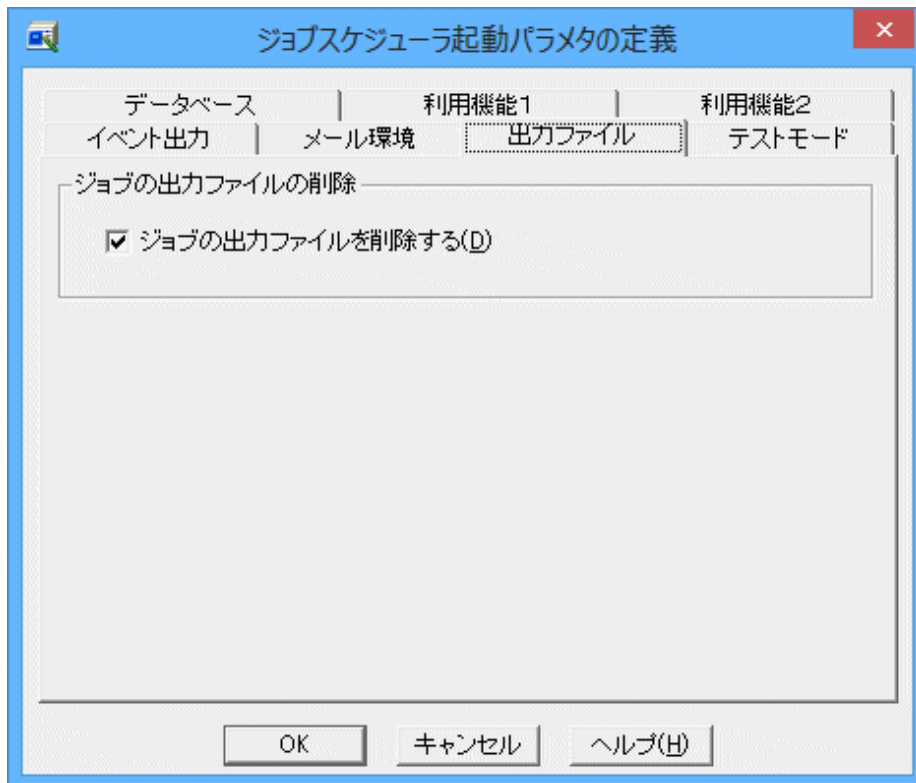 ジョブスケジューラ起動パラメタの定義
データベース 利用機能1 利用機能2
イベント出力 メール環境 出力ファイル テストモード
ジョブの出力ファイルの削除
ジョブの出力ファイルを削除する(D)
OK キャンセル ヘルプ(H)